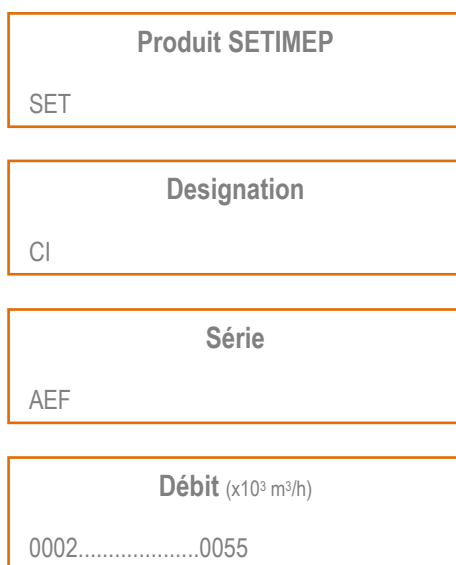 Produit SETIMEP
SET
Designation
CI
Série
AEF
Débit (x10³ m³/h)
0002....................0055